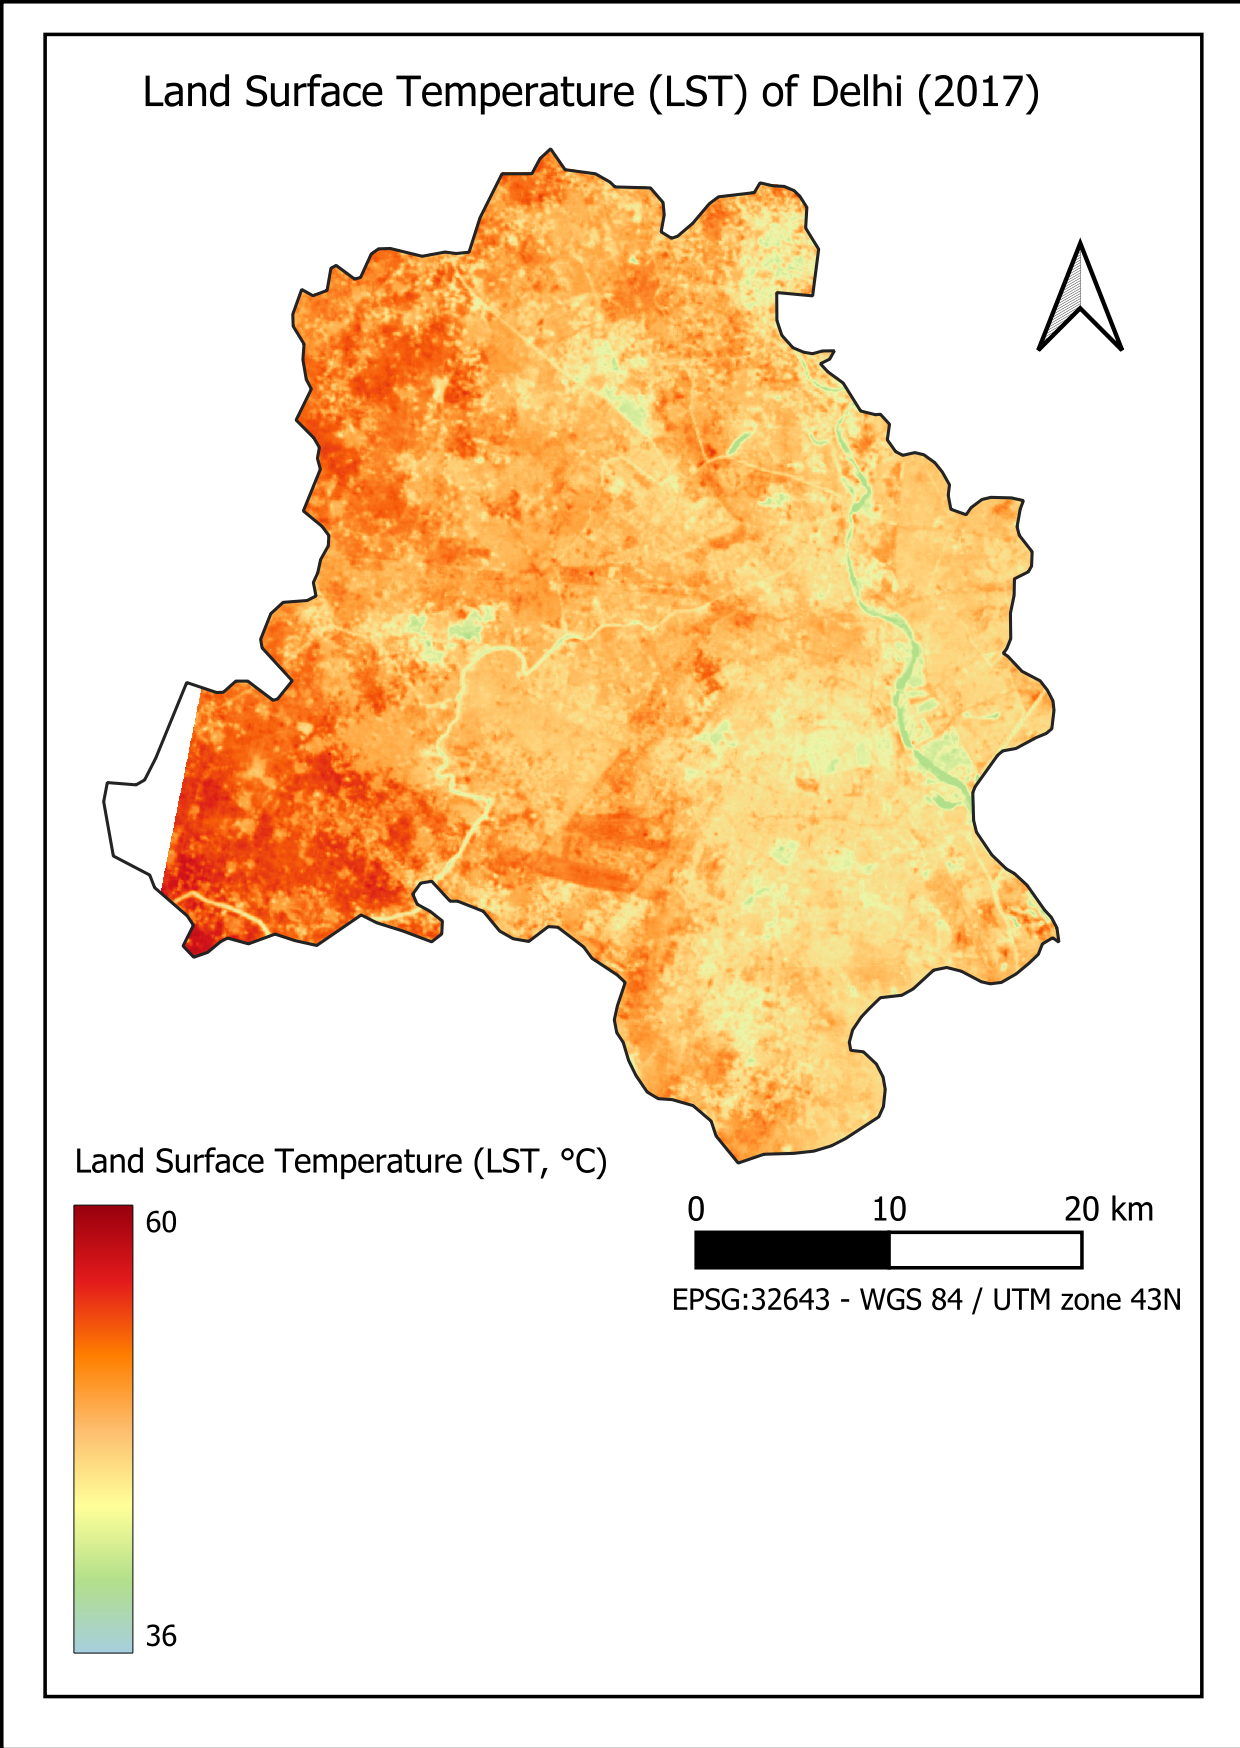 Land Surface Temperature (LST) of Delhi (2017)
Land Surface Temperature (LST, °C)
60
36
0 10 20 km
EPSG:32643 - WGS 84 / UTM zone 43N